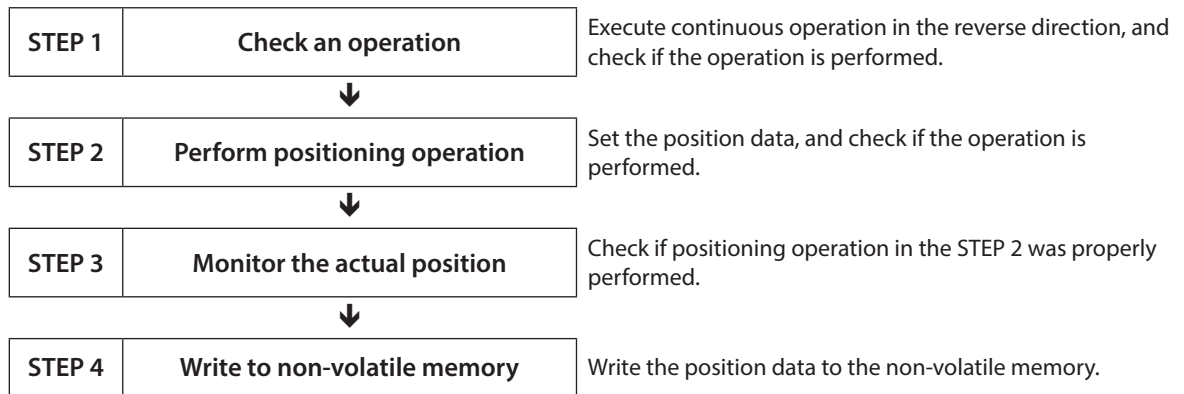 STEP 1 Check an operation
Execute continuous operation in the reverse direction, and
check if the operation is performed.
STEP 2 Perform positioning operation
Set the position data, and check if the operation is
performed.
STEP 3 Monitor the actual position
Check if positioning operation in the STEP 2 was properly
performed.
STEP 4 Write to non-volatile memory
Write the position data to the non-volatile memory.